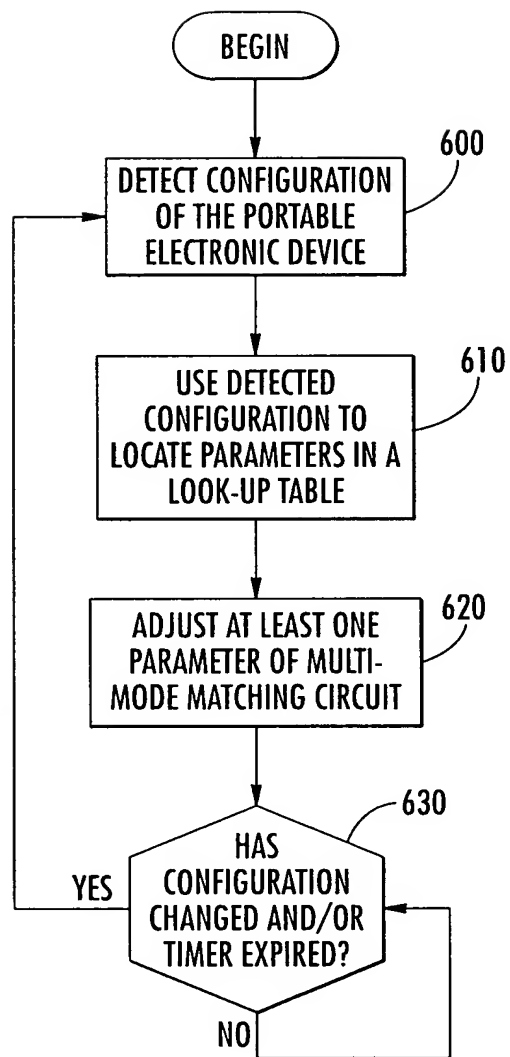 BEGIN
600
DETECT CONFIGURATION
OF THE PORTABLE
ELECTRONIC DEVICE
610
USE DETECTED
CONFIGURATION TO
LOCATE PARAMETERS IN A
LOOK-UP TABLE
620
ADJUST AT LEAST ONE
PARAMETER OF MULTI-
MODE MATCHING CIRCUIT
630
HAS
CONFIGURATION
CHANGED AND/OR
TIMER EXPIRED?
YES
NO